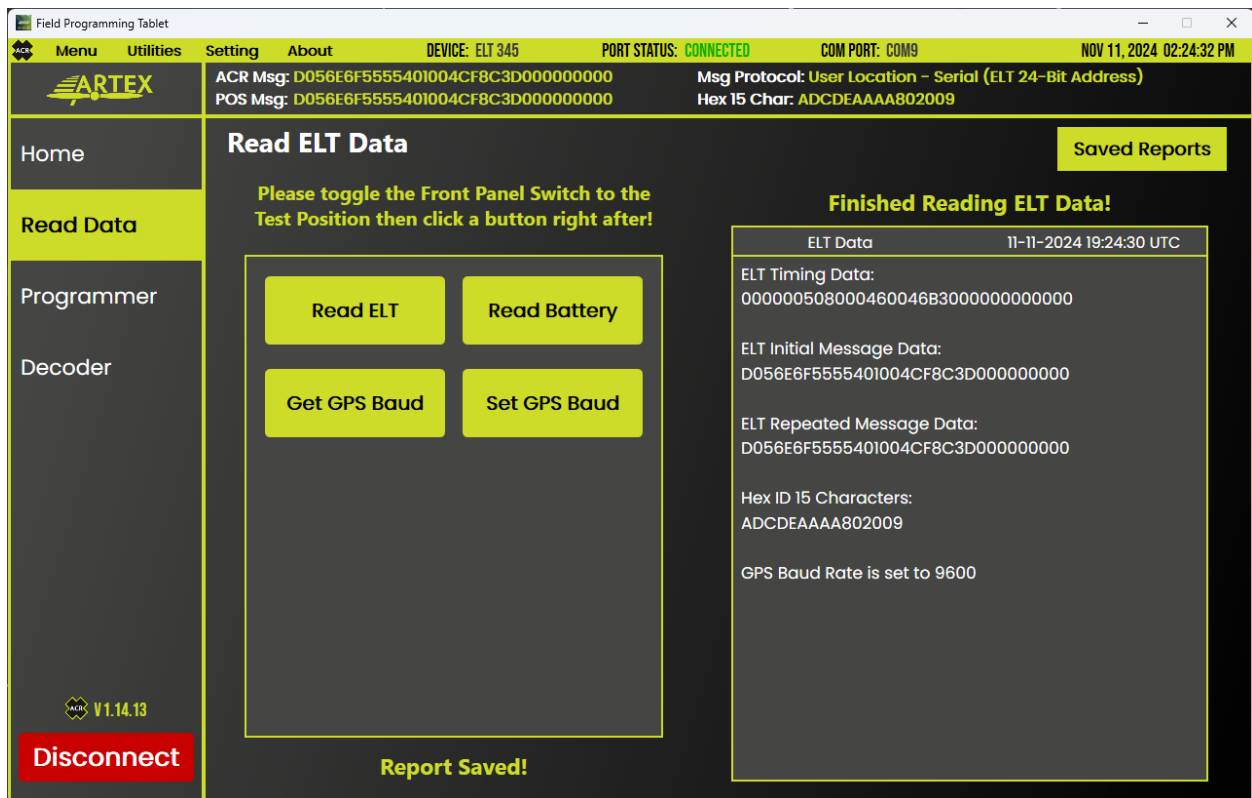 Field Programming Tablet
ACR Menu Utilities Setting About DEVICE: ELT 345 PORT STATUS: CONNECTED COM PORT: COM9 NOV 11, 2024 02:24:32 PM
ARTEX
ACR Msg: D056E6F5555401004CF8C3D000000000 Msg Protocol: User Location - Serial (ELT 24-Bit Address)
POS Msg: D056E6F5555401004CF8C3D000000000 Hex 15 Char: ADCDEAAAA802009
Home
Read Data
Programmer
Decoder
ACR V 1.14.13
Disconnect
Read ELT Data
Saved Reports
Please toggle the Front Panel Switch to the
Test Position then click a button right after!
Read ELT Read Battery
Get GPS Baud Set GPS Baud
Report Saved!
Finished Reading ELT Data!
ELT Data 11-11-2024 19:24:30 UTC
ELT Timing Data:
000000508000460046B3000000000000
ELT Initial Message Data:
D056E6F5555401004CF8C3D000000000
ELT Repeated Message Data:
D056E6F5555401004CF8C3D000000000
Hex ID 15 Characters:
ADCDEAAAA802009
GPS Baud Rate is set to 9600